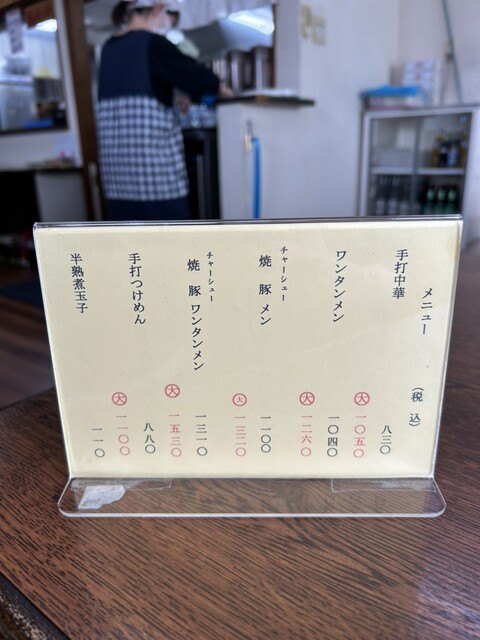 メニュー
(税込)
手打中華
八三〇
大 一〇五〇
ワンタンメン
一〇四〇
大 一二六〇
チャーシュー
焼豚メン
一一〇〇
大 一三二〇
チャーシュー
焼豚ワンタンメン
一三一〇
大 一五三〇
手打つけめん
八八〇
大 一一〇〇
半熟煮玉子
一一〇